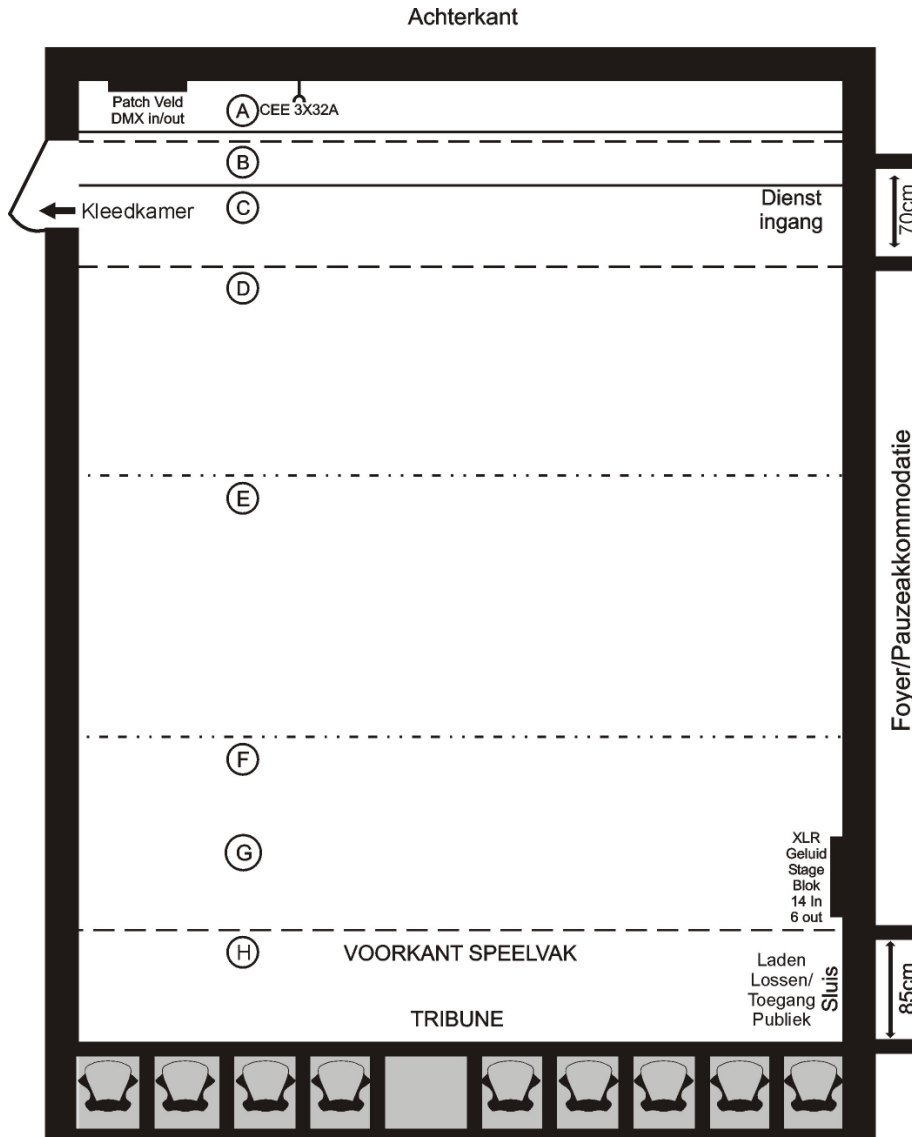 Achterkant
Patch Veld
DMX in/out
A
CEE 3X32A
B
C
Kleedkamer
Dienst
ingang
70cm
D
E
Foyer/Pauzeakkommodatie
F
G
XLR
Geluid
Stage
Blok
14 In
6 out
H
VOORKANT SPEELVAK
Laden
Lossen/
Toegang
Publiek
Sluis
85cm
TRIBUNE